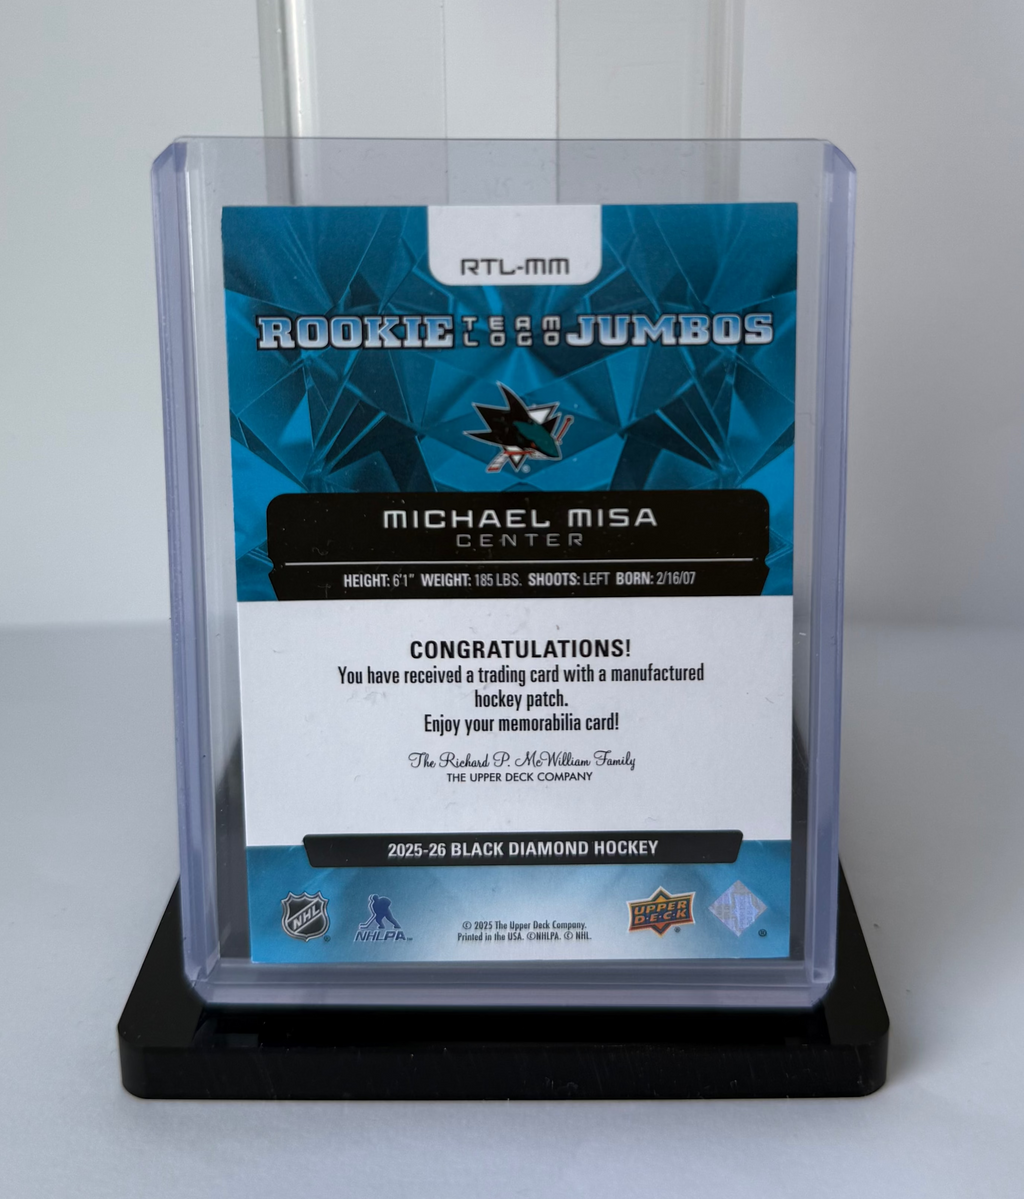 RTL-MM
ROOKIE TEAM LOGO JUMBOS
MICHAEL MISA
CENTER
HEIGHT: 6'1" WEIGHT: 185 LBS. SHOOTS: LEFT BORN: 2/16/07
CONGRATULATIONS!
You have received a trading card with a manufactured
hockey patch.
Enjoy your memorabilia card!
The Richard P. McWilliam Family
THE UPPER DECK COMPANY
2025-26 BLACK DIAMOND HOCKEY
NHL ®
NHLPA™
© 2025 The Upper Deck Company.
Printed in the USA. ©NHLPA. © NHL.
UPPER
D·E·C·K ®
®